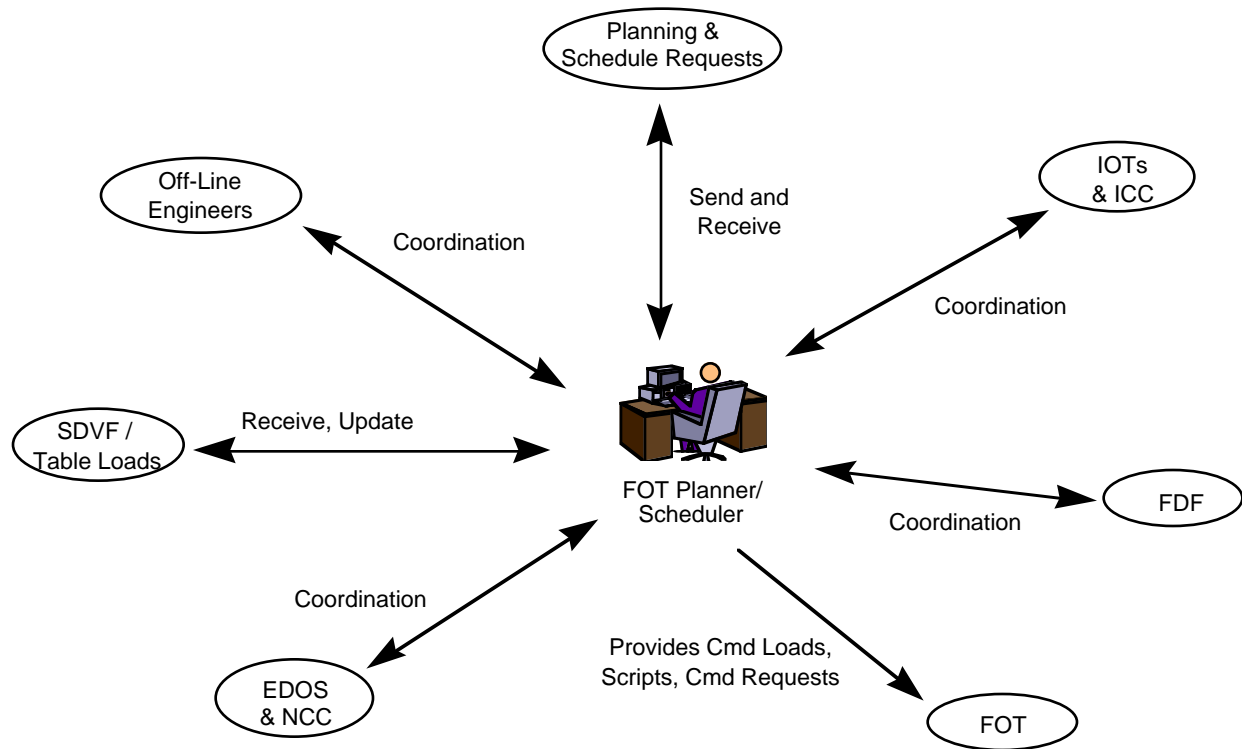 Planning &
Schedule Requests
Off-Line
Engineers
IOTs
& ICC
Send and
Receive
Coordination
Coordination
SDVF /
Table Loads
Receive, Update
FOT Planner/
Scheduler
FDF
Coordination
Coordination
Provides Cmd Loads,
Scripts, Cmd Requests
EDOS
& NCC
FOT